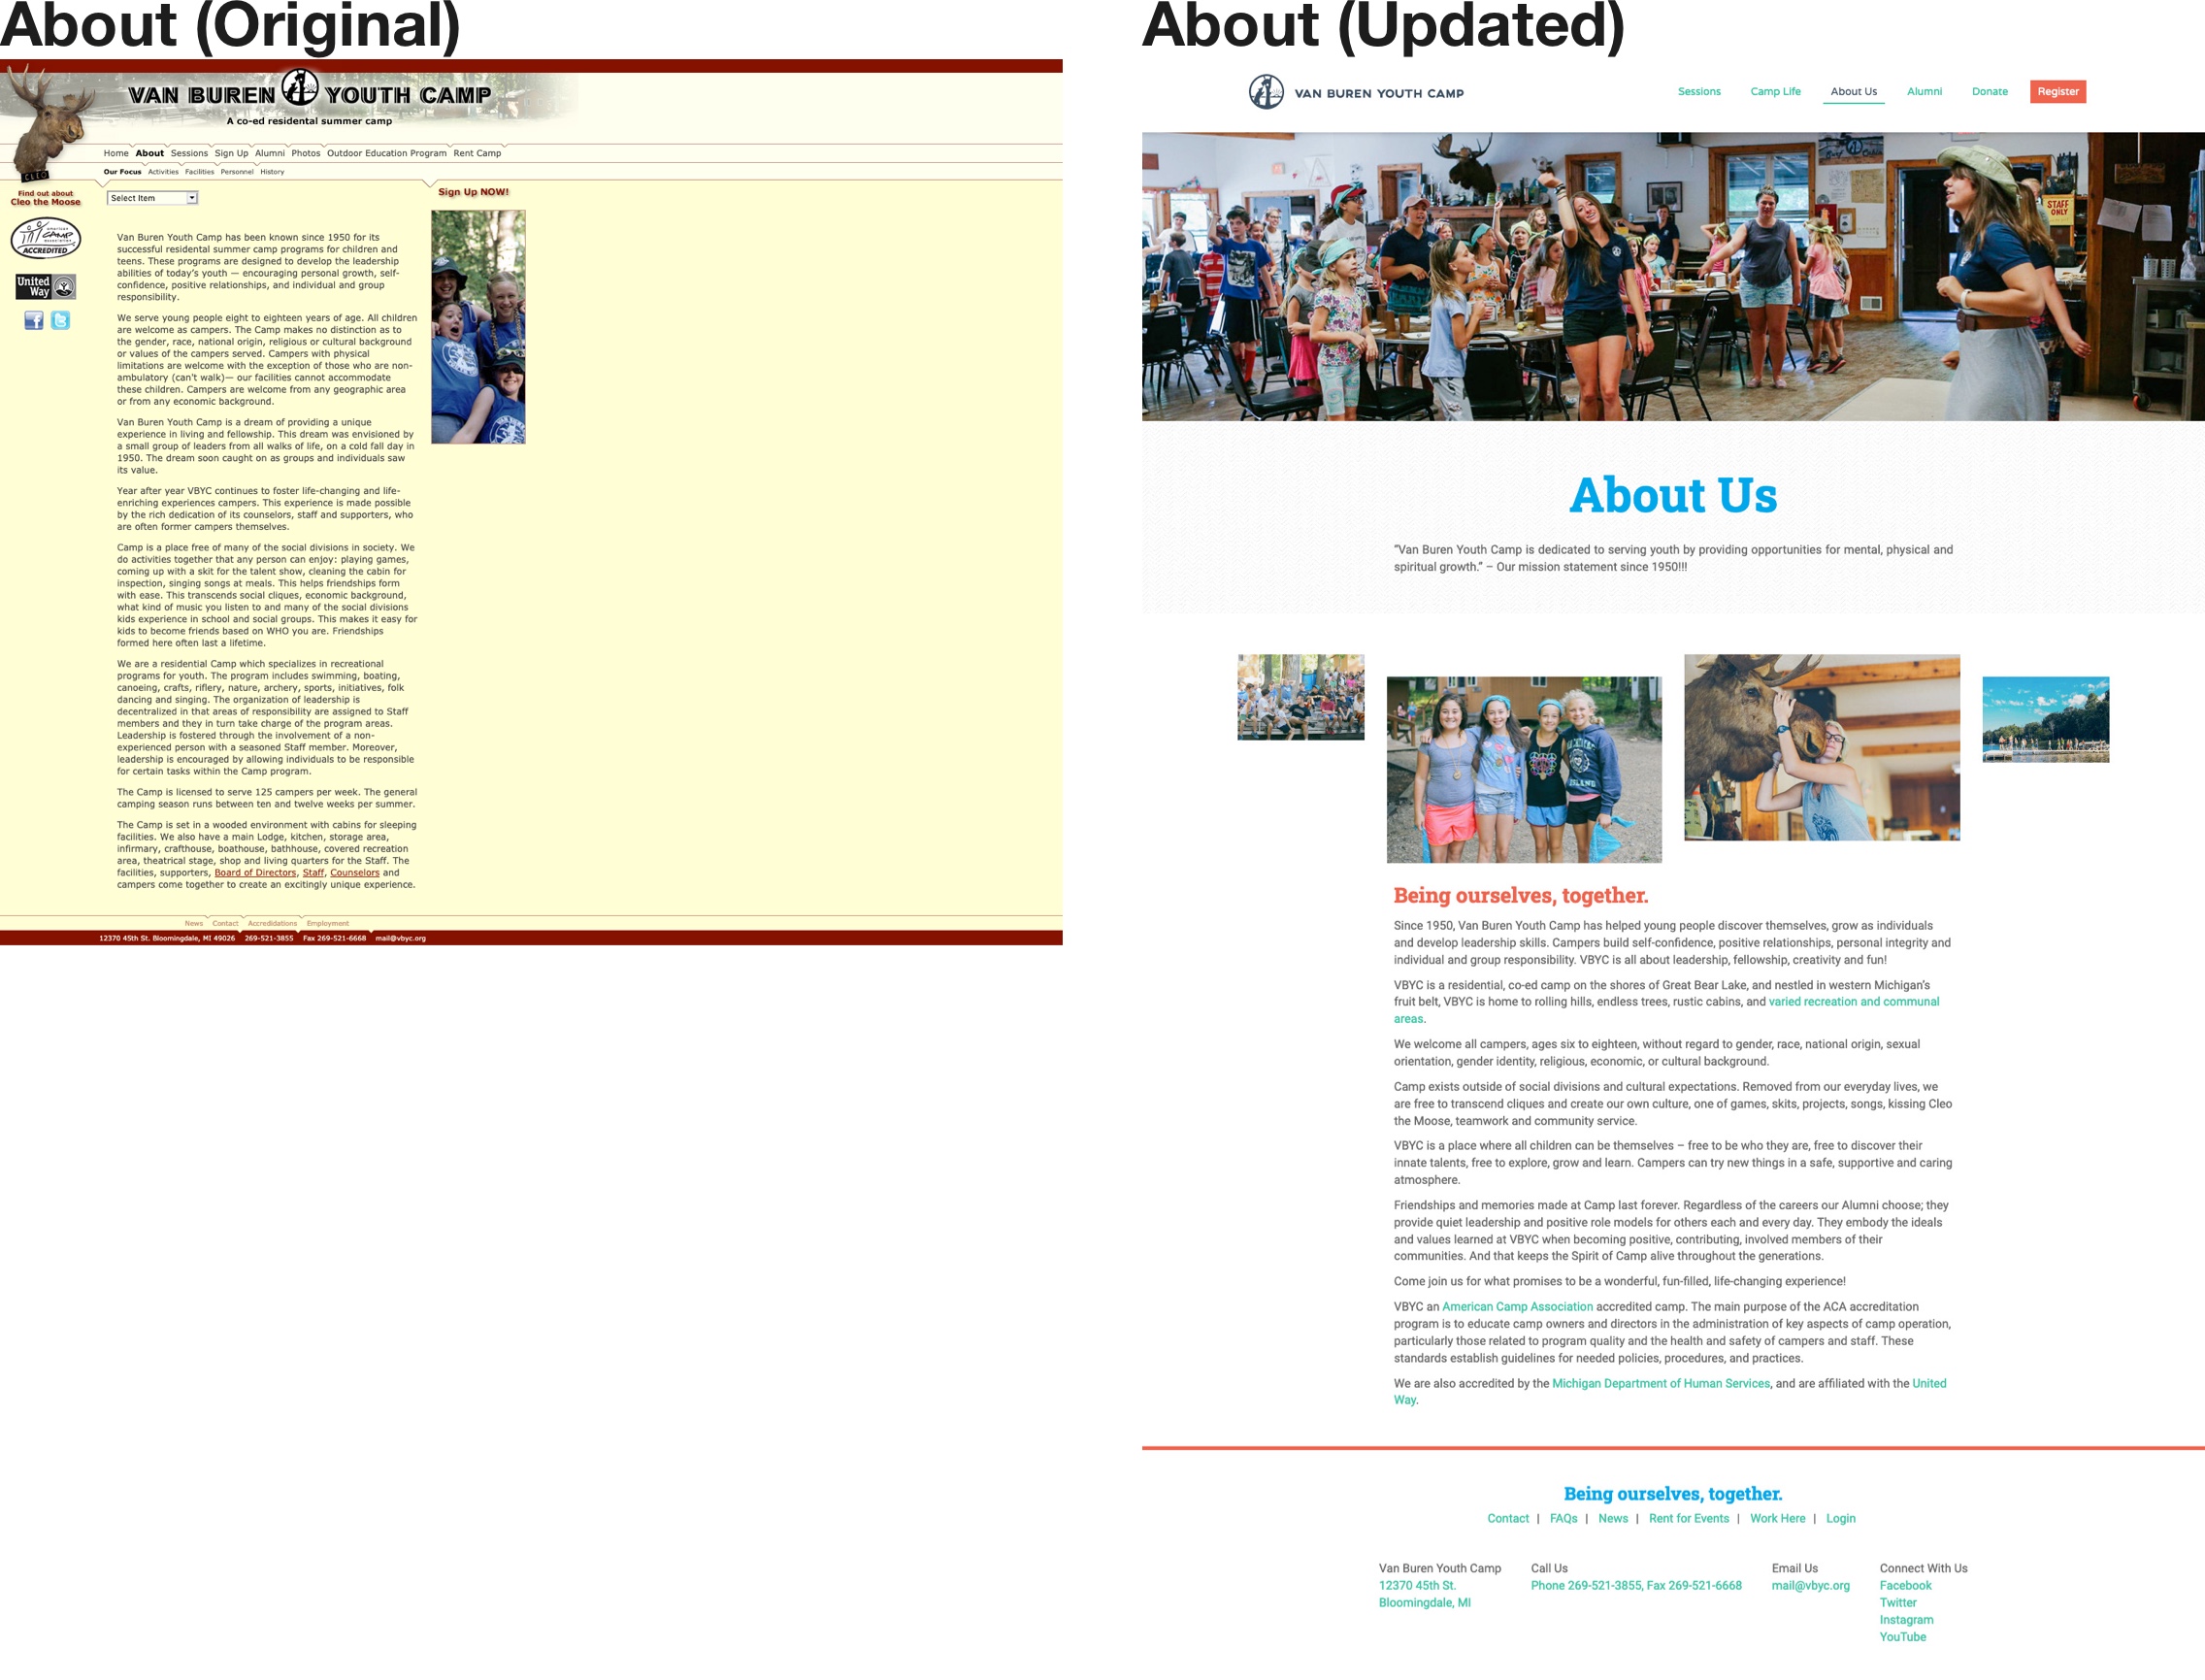 About (Original)
VAN BUREN YOUTH CAMP
A co-ed residential summer camp
CLEO
Home About Sessions Sign Up Alumni Photos Outdoor Education Program Rent Camp
Our Focus Activities Facilities Personnel History
Find out about
Cleo the Moose
american
CAMP
association
ACCREDITED
United
Way
Select Item
Sign Up NOW!
Van Buren Youth Camp has been known since 1950 for its
successful residental summer camp programs for children and
teens. These programs are designed to develop the leadership
abilities of today's youth — encouraging personal growth, self-
confidence, positive relationships, and individual and group
responsibility.
We serve young people eight to eighteen years of age. All children
are welcome as campers. The Camp makes no distinction as to
the gender, race, national origin, religious or cultural background
or values of the campers served. Campers with physical
limitations are welcome with the exception of those who are non-
ambulatory (can't walk)— our facilities cannot accommodate
these children. Campers are welcome from any geographic area
or from any economic background.
Van Buren Youth Camp is a dream of providing a unique
experience in living and fellowship. This dream was envisioned by
a small group of leaders from all walks of life, on a cold fall day in
1950. The dream soon caught on as groups and individuals saw
its value.
Year after year VBYC continues to foster life-changing and life-
enriching experiences campers. This experience is made possible
by the rich dedication of its counselors, staff and supporters, who
are often former campers themselves.
Camp is a place free of many of the social divisions in society. We
do activities together that any person can enjoy: playing games,
coming up with a skit for the talent show, cleaning the cabin for
inspection, singing songs at meals. This helps friendships form
with ease. This transcends social cliques, economic background,
what kind of music you listen to and many of the social divisions
kids experience in school and social groups. This makes it easy for
kids to become friends based on WHO you are. Friendships
formed here often last a lifetime.
We are a residential Camp which specializes in recreational
programs for youth. The program includes swimming, boating,
canoeing, crafts, riflery, nature, archery, sports, initiatives, folk
dancing and singing. The organization of leadership is
decentralized in that areas of responsibility are assigned to Staff
members and they in turn take charge of the program areas.
Leadership is fostered through the involvement of a non-
experienced person with a seasoned Staff member. Moreover,
leadership is encouraged by allowing individuals to be responsible
for certain tasks within the Camp program.
The Camp is licensed to serve 125 campers per week. The general
camping season runs between ten and twelve weeks per summer.
The Camp is set in a wooded environment with cabins for sleeping
facilities. We also have a main Lodge, kitchen, storage area,
infirmary, crafthouse, boathouse, bathhouse, covered recreation
area, theatrical stage, shop and living quarters for the Staff. The
facilities, supporters, Board of Directors, Staff, Counselors and
campers come together to create an excitingly unique experience.
News Contact Accredidations Employment
12370 45th St. Bloomingdale, MI 49026 269-521-3855 Fax 269-521-6668 mail@vbyc.org
About (Updated)
VAN BUREN YOUTH CAMP
Sessions Camp Life About Us Alumni Donate Register
STAFF
ONLY
About Us
“Van Buren Youth Camp is dedicated to serving youth by providing opportunities for mental, physical and
spiritual growth.” – Our mission statement since 1950!!!
Being ourselves, together.
Since 1950, Van Buren Youth Camp has helped young people discover themselves, grow as individuals
and develop leadership skills. Campers build self-confidence, positive relationships, personal integrity and
individual and group responsibility. VBYC is all about leadership, fellowship, creativity and fun!
VBYC is a residential, co-ed camp on the shores of Great Bear Lake, and nestled in western Michigan’s
fruit belt, VBYC is home to rolling hills, endless trees, rustic cabins, and varied recreation and communal
areas.
We welcome all campers, ages six to eighteen, without regard to gender, race, national origin, sexual
orientation, gender identity, religious, economic, or cultural background.
Camp exists outside of social divisions and cultural expectations. Removed from our everyday lives, we
are free to transcend cliques and create our own culture, one of games, skits, projects, songs, kissing Cleo
the Moose, teamwork and community service.
VBYC is a place where all children can be themselves – free to be who they are, free to discover their
innate talents, free to explore, grow and learn. Campers can try new things in a safe, supportive and caring
atmosphere.
Friendships and memories made at Camp last forever. Regardless of the careers our Alumni choose; they
provide quiet leadership and positive role models for others each and every day. They embody the ideals
and values learned at VBYC when becoming positive, contributing, involved members of their
communities. And that keeps the Spirit of Camp alive throughout the generations.
Come join us for what promises to be a wonderful, fun-filled, life-changing experience!
VBYC an American Camp Association accredited camp. The main purpose of the ACA accreditation
program is to educate camp owners and directors in the administration of key aspects of camp operation,
particularly those related to program quality and the health and safety of campers and staff. These
standards establish guidelines for needed policies, procedures, and practices.
We are also accredited by the Michigan Department of Human Services, and are affiliated with the United
Way.
Being ourselves, together.
Contact | FAQs | News | Rent for Events | Work Here | Login
Van Buren Youth Camp
12370 45th St.
Bloomingdale, MI
Call Us
Phone 269-521-3855, Fax 269-521-6668
Email Us
mail@vbyc.org
Connect With Us
Facebook
Twitter
Instagram
YouTube